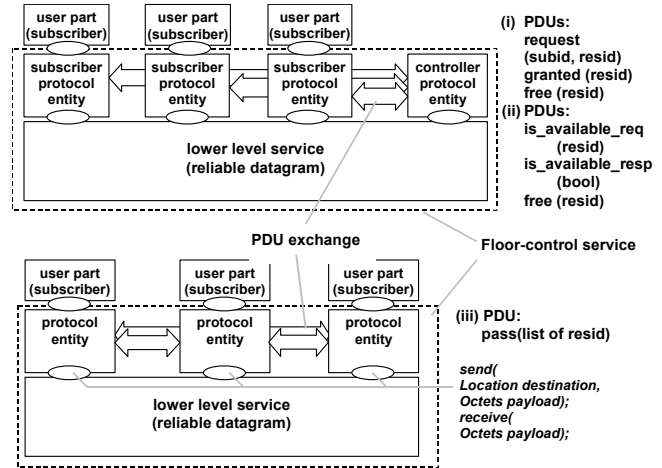 user part
(subscriber)
user part
(subscriber)
user part
(subscriber)
subscriber
protocol
entity
subscriber
protocol
entity
subscriber
protocol
entity
controller
protocol
entity
lower level service
(reliable datagram)
(i) PDUs:
request
(subid, resid)
granted (resid)
free (resid)
(ii) PDUs:
is_available_req
(resid)
is_available_resp
(bool)
free (resid)
PDU exchange
Floor-control service
user part
(subscriber)
user part
(subscriber)
user part
(subscriber)
protocol
entity
protocol
entity
protocol
entity
lower level service
(reliable datagram)
(iii) PDU:
pass(list of resid)
send(
Location destination,
Octets payload);
receive(
Octets payload);